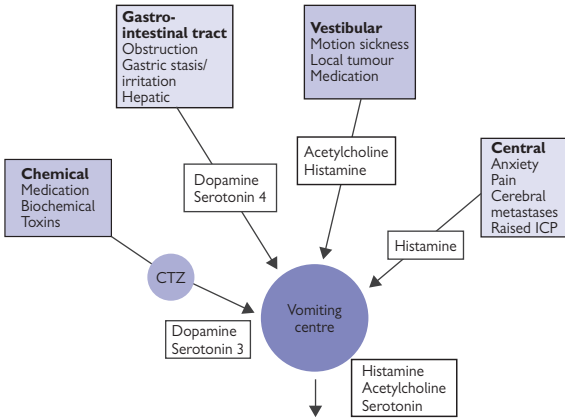 Gastro-
intestinal tract
Obstruction
Gastric stasis/
irritation
Hepatic
Vestibular
Motion sickness
Local tumour
Medication
Central
Anxiety
Pain
Cerebral
metastases
Raised ICP
Chemical
Medication
Biochemical
Toxins
Dopamine
Serotonin 4
Acetylcholine
Histamine
Histamine
CTZ
Dopamine
Serotonin 3
Vomiting
centre
Histamine
Acetylcholine
Serotonin